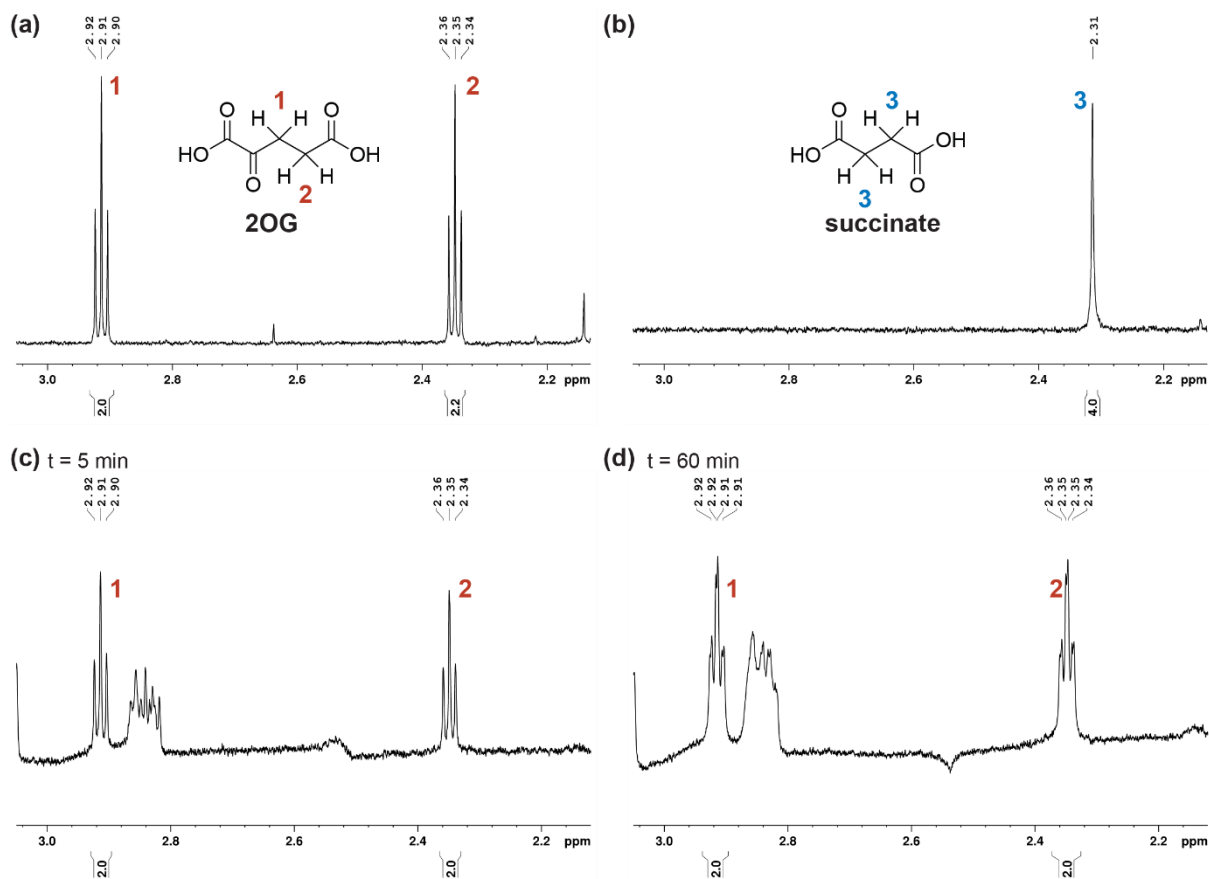 (a)
2.92 2.91 2.90
2.36 2.35 2.34
1
2
1
O
H H
O
HO
OH
O
H H
2
2OG
3.0 2.8 2.6 2.4 2.2 ppm
2.0
2.2
(b)
2.31
3
3
O
H H
OH
HO
H H
O
3
succinate
3.0 2.8 2.6 2.4 2.2 ppm
4.0
(c) t = 5 min
2.92 2.91 2.90
2.36 2.35 2.34
1
2
3.0 2.8 2.6 2.4 2.2 ppm
2.0
2.0
(d) t = 60 min
2.92 2.92 2.91 2.91
2.36 2.35 2.35 2.34
1
2
3.0 2.8 2.6 2.4 2.2 ppm
2.0
2.0